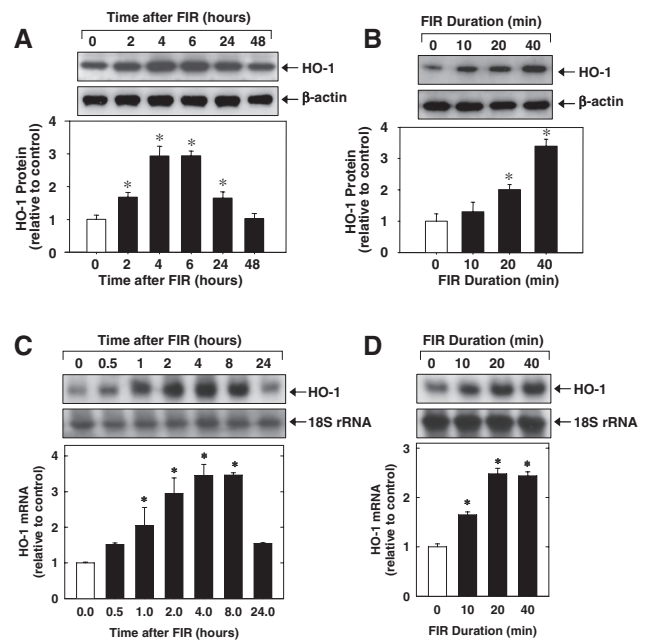 A
Time after FIR (hours)
0 2 4 6 24 48
HO-1
β-actin
HO-1 Protein
(relative to control)
4
3
2
1
0
*
*
*
*
0 2 4 6 24 48
Time after FIR (hours)
B
FIR Duration (min)
0 10 20 40
HO-1
β-actin
HO-1 Protein
(relative to control)
4
3
2
1
0
*
*
0 10 20 40
FIR Duration (min)
C
Time after FIR (hours)
0 0.5 1 2 4 8 24
HO-1
18S rRNA
HO-1 mRNA
(relative to control)
4
3
2
1
0
*
*
*
*
0.0 0.5 1.0 2.0 4.0 8.0 24.0
Time after FIR (hours)
D
FIR Duration (min)
0 10 20 40
HO-1
18S rRNA
HO-1 mRNA
(relative to control)
3
2
1
0
*
*
*
0 10 20 40
FIR Duration (min)